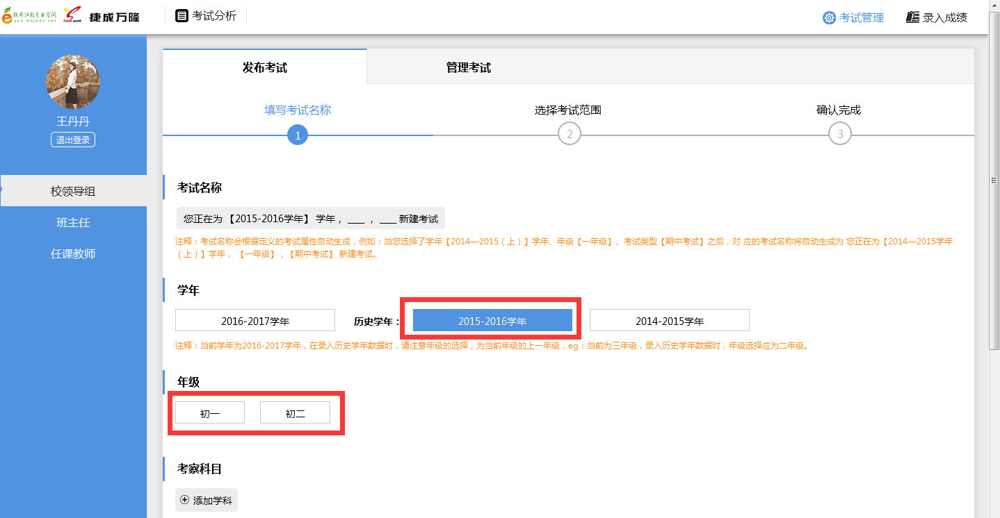 牡丹江教育云空间
yun.mdjedu.net
Future world
捷成万隆
考试分析
考试管理
录入成绩
王丹丹
退出登录
校领导组
班主任
任课教师
发布考试
管理考试
填写考试名称
选择考试范围
确认完成
1
2
3
考试名称
您正在为 【2015-2016学年】 学年， ___ ， ___ 新建考试
注释：考试名称会根据定义的考试属性自动生成，例如：当您选择了学年【2014—2015（上）】学年、年级【一年级】、考试类型【期中考试】之后，对 应的考试名称将自动生成为 您正在为【2014—2015学年
（上）】学年， 【一年级】，【期中考试】 新建考试。
学年
2016-2017学年
历史学年：
2015-2016学年
2014-2015学年
注释：当前学年为2016-2017学年，在录入历史学年数据时，请注意年级的选择，为当前年级的上一年级，eg：当前为三年级，录入历史学年数据时，年级选择应为二年级。
年级
初一
初二
考察科目
添加学科